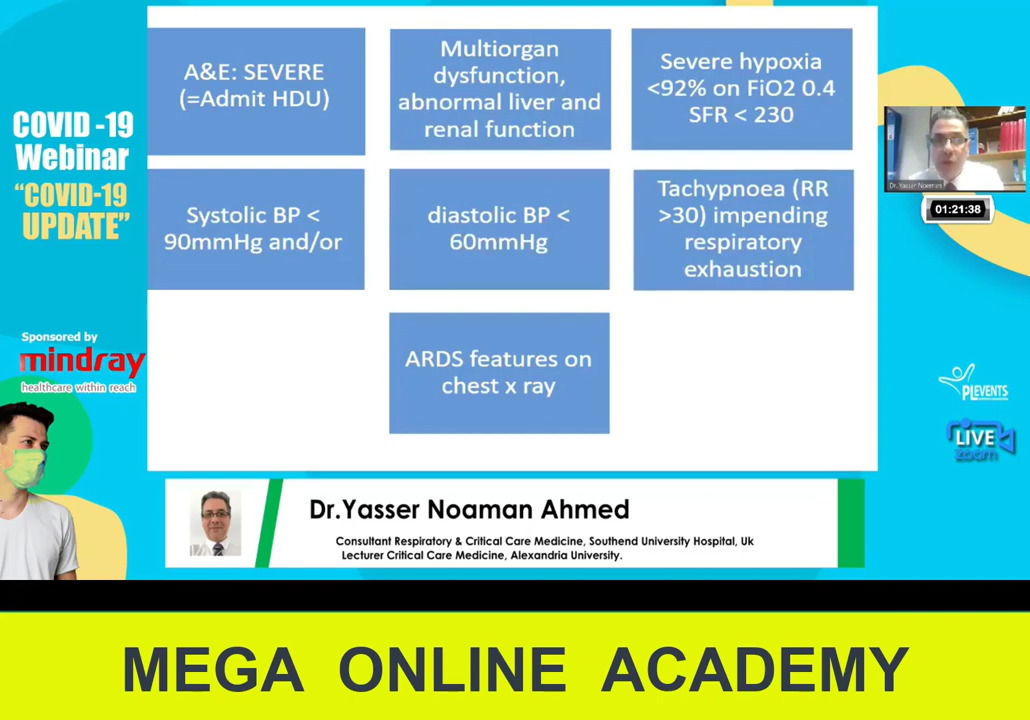 COVID -19
Webinar
"COVID-19
UPDATE"
Sponsored by
mindray
healthcare within reach
A&E: SEVERE
(=Admit HDU)
Multiorgan
dysfunction,
abnormal liver and
renal function
Severe hypoxia
<92% on FiO2 0.4
SFR < 230
Systolic BP <
90mmHg and/or
diastolic BP <
60mmHg
Tachypnoea (RR
>30) impending
respiratory
exhaustion
ARDS features on
chest x ray
Dr. Yasser Noaman
01:21:38
PLEVENTS
LIVE
zoom
Dr.Yasser Noaman Ahmed
Consultant Respiratory & Critical Care Medicine, Southend University Hospital, Uk
Lecturer Critical Care Medicine, Alexandria University.
MEGA ONLINE ACADEMY